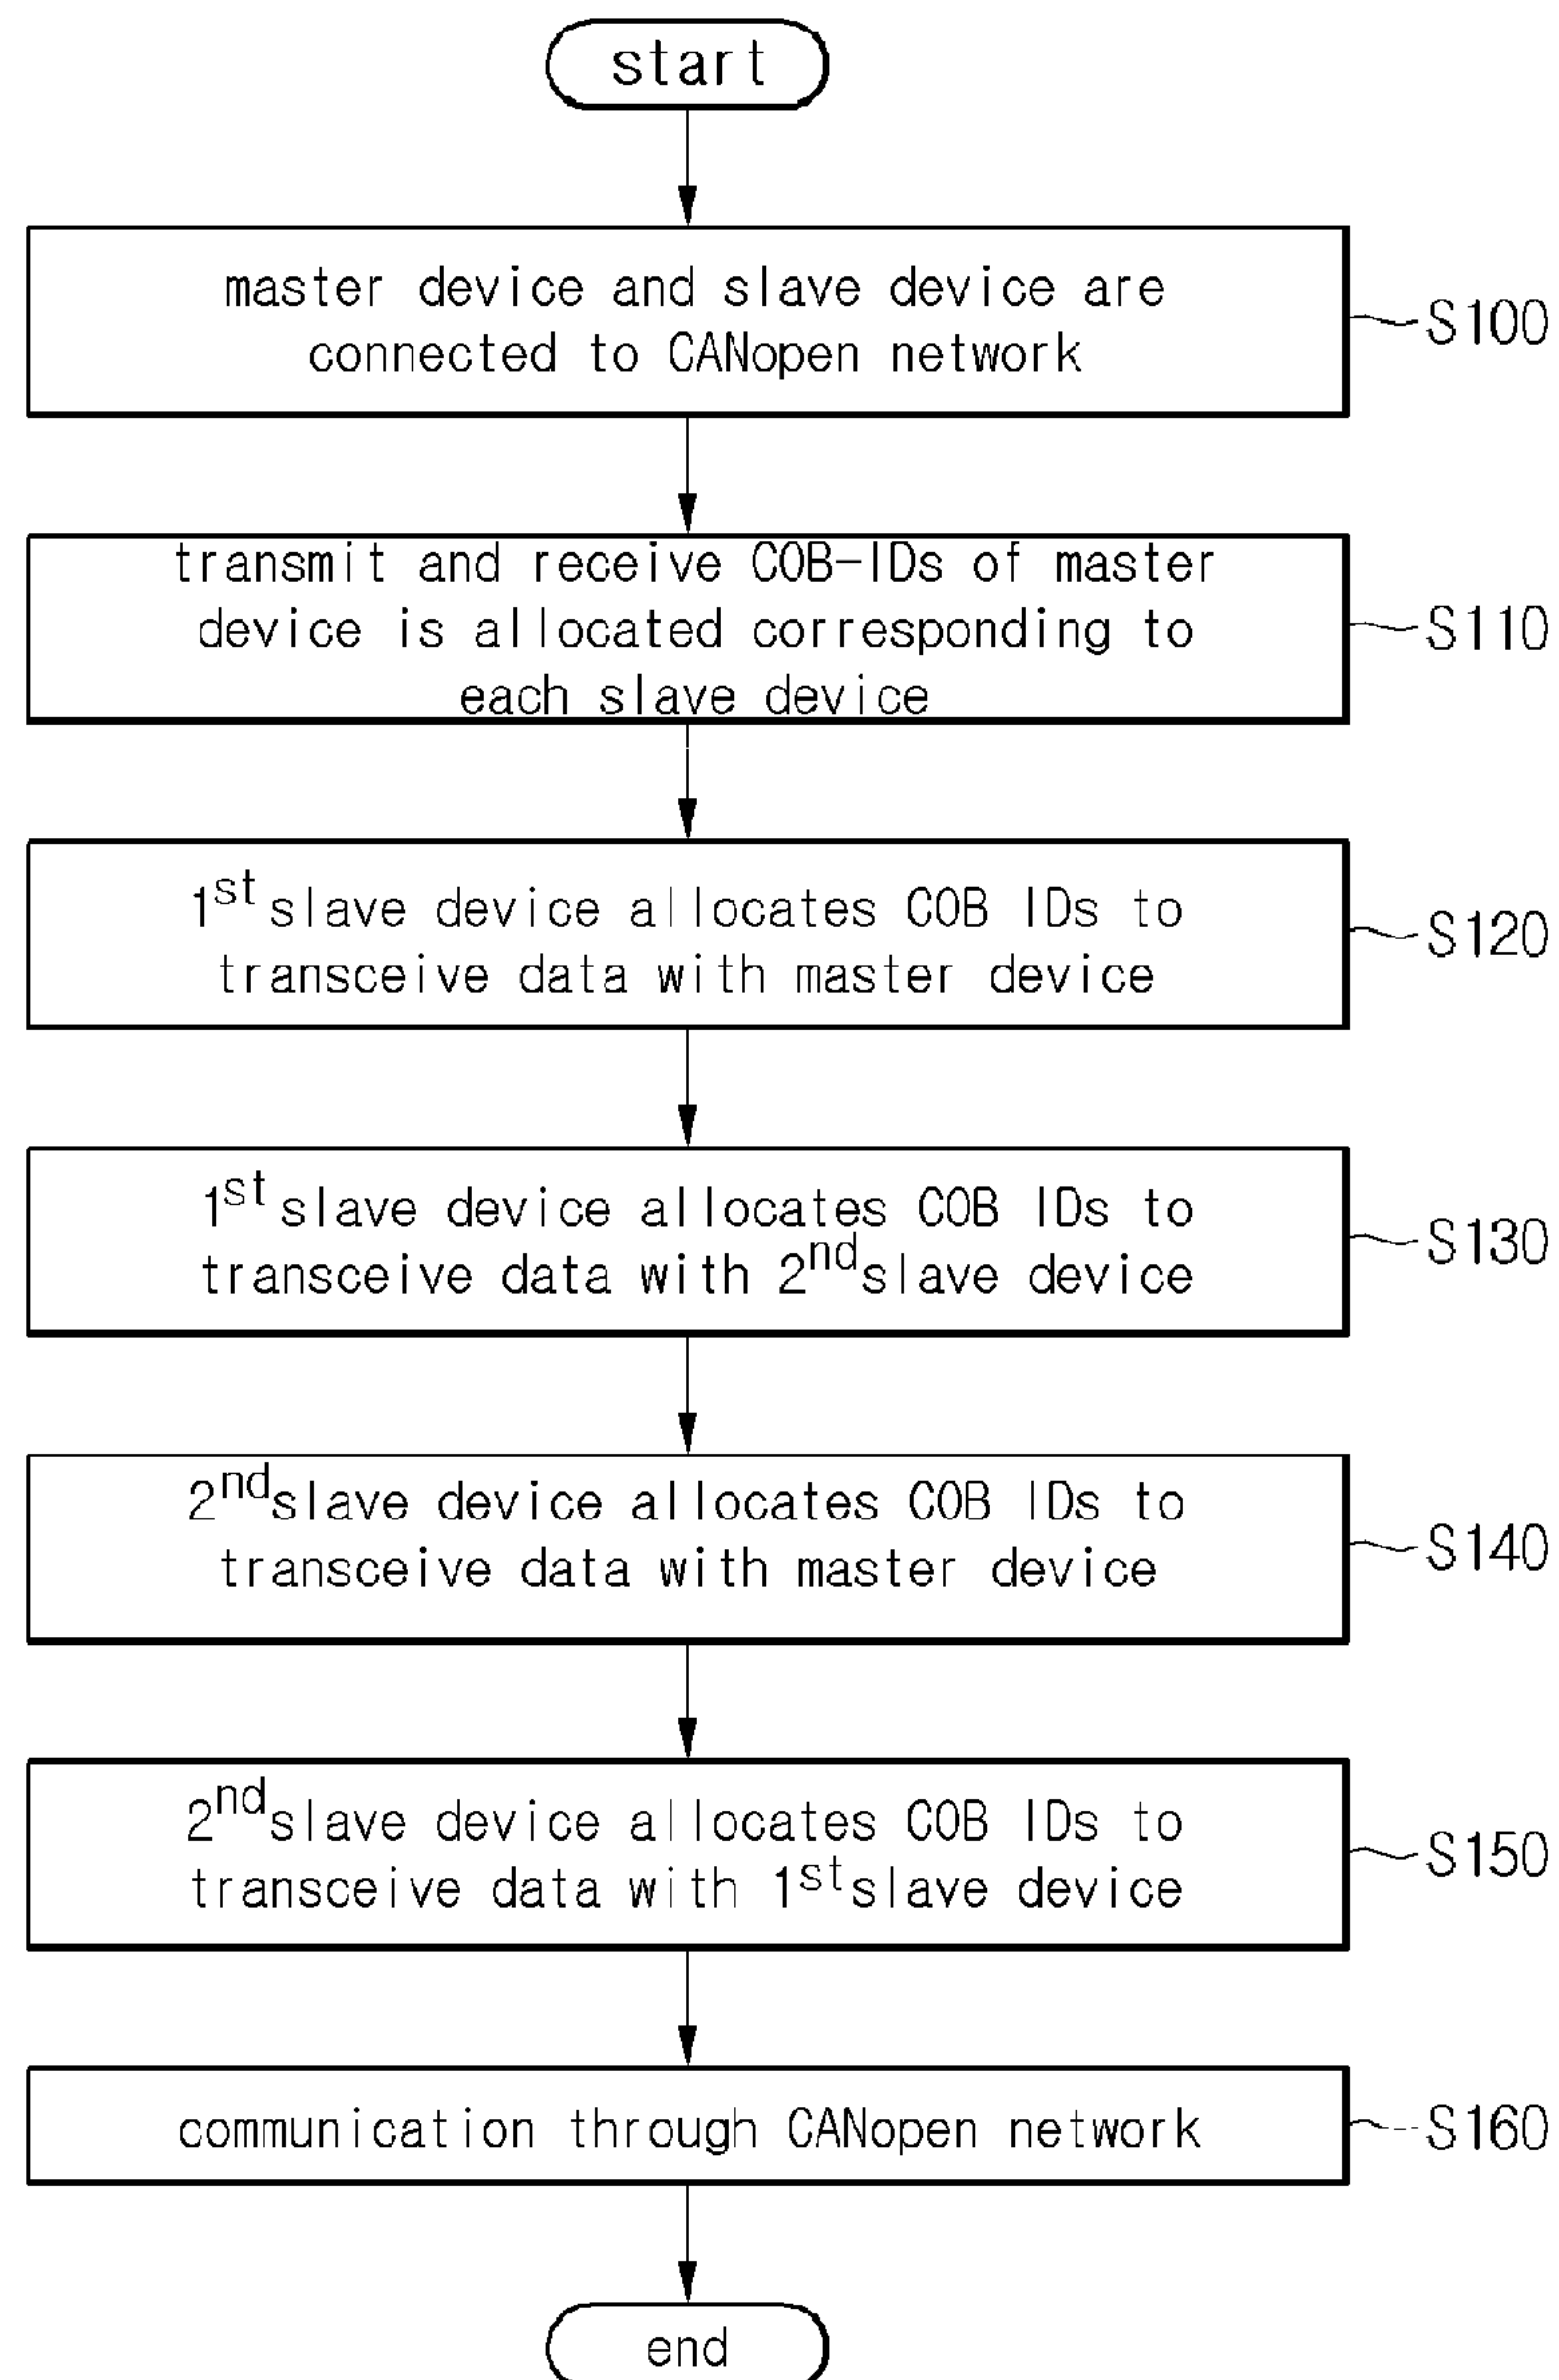 start
master device and slave device are
connected to CANopen network
S100
transmit and receive COB-IDs of master
device is allocated corresponding to
each slave device
S110
1st slave device allocates COB IDs to
transceive data with master device
S120
1st slave device allocates COB IDs to
transceive data with 2nd slave device
S130
2nd slave device allocates COB IDs to
transceive data with master device
S140
2nd slave device allocates COB IDs to
transceive data with 1st slave device
S150
communication through CANopen network
S160
end